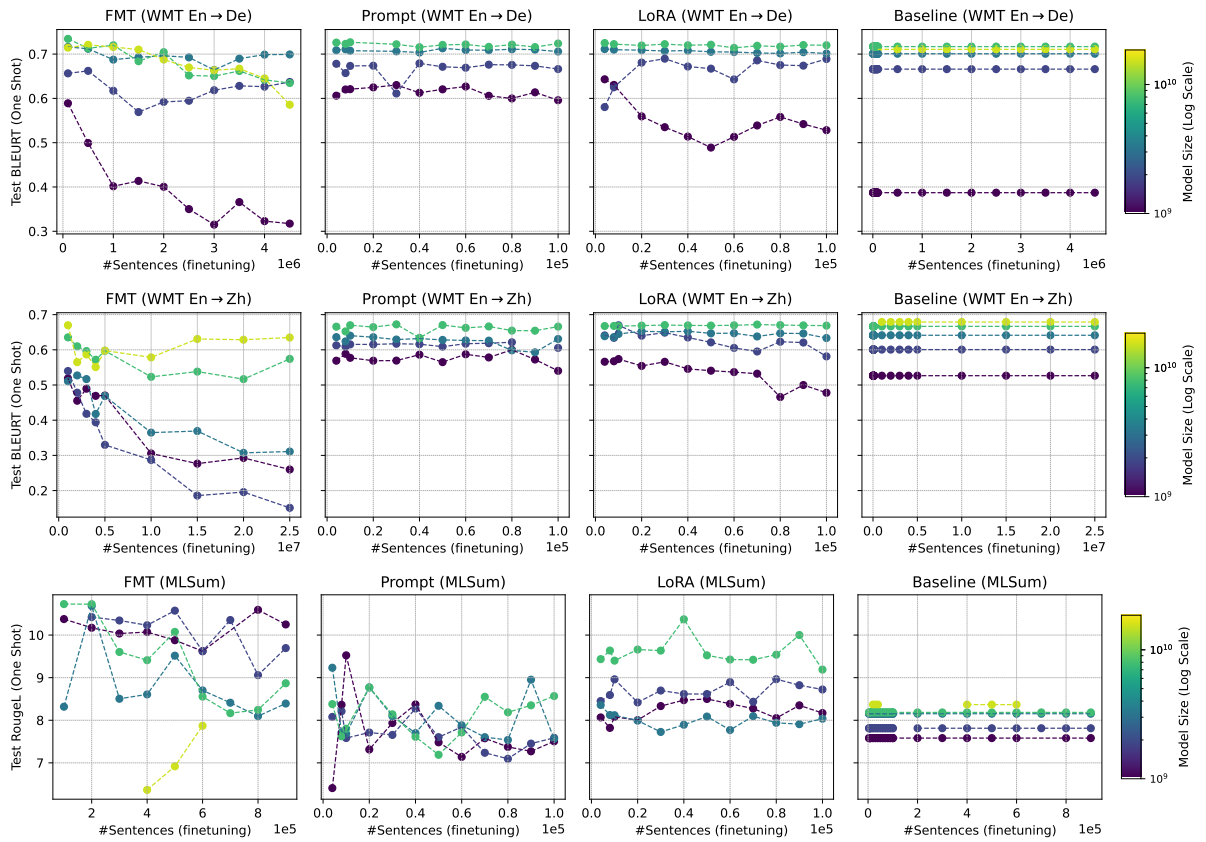 FMT (WMT En→De)
Prompt (WMT En→De)
LoRA (WMT En→De)
Baseline (WMT En→De)
Test BLEURT (One Shot)
0.7
0.6
0.5
0.4
0.3
0 1 2 3 4
1e6
#Sentences (finetuning)
0.0 0.2 0.4 0.6 0.8 1.0
1e5
#Sentences (finetuning)
0.0 0.2 0.4 0.6 0.8 1.0
1e5
#Sentences (finetuning)
0 1 2 3 4
1e6
#Sentences (finetuning)
10^10
10^9
Model Size (Log Scale)
FMT (WMT En→Zh)
Prompt (WMT En→Zh)
LoRA (WMT En→Zh)
Baseline (WMT En→Zh)
Test BLEURT (One Shot)
0.7
0.6
0.5
0.4
0.3
0.2
0.0 0.5 1.0 1.5 2.0 2.5
1e7
#Sentences (finetuning)
0.0 0.2 0.4 0.6 0.8 1.0
1e5
#Sentences (finetuning)
0.0 0.2 0.4 0.6 0.8 1.0
1e5
#Sentences (finetuning)
0.0 0.5 1.0 1.5 2.0 2.5
1e7
#Sentences (finetuning)
10^10
10^9
Model Size (Log Scale)
FMT (MLSum)
Prompt (MLSum)
LoRA (MLSum)
Baseline (MLSum)
Test RougeL (One Shot)
10
9
8
7
2 4 6 8
1e5
#Sentences (finetuning)
0.0 0.2 0.4 0.6 0.8 1.0
1e5
#Sentences (finetuning)
0.0 0.2 0.4 0.6 0.8 1.0
1e5
#Sentences (finetuning)
0 2 4 6 8
1e5
#Sentences (finetuning)
10^10
10^9
Model Size (Log Scale)